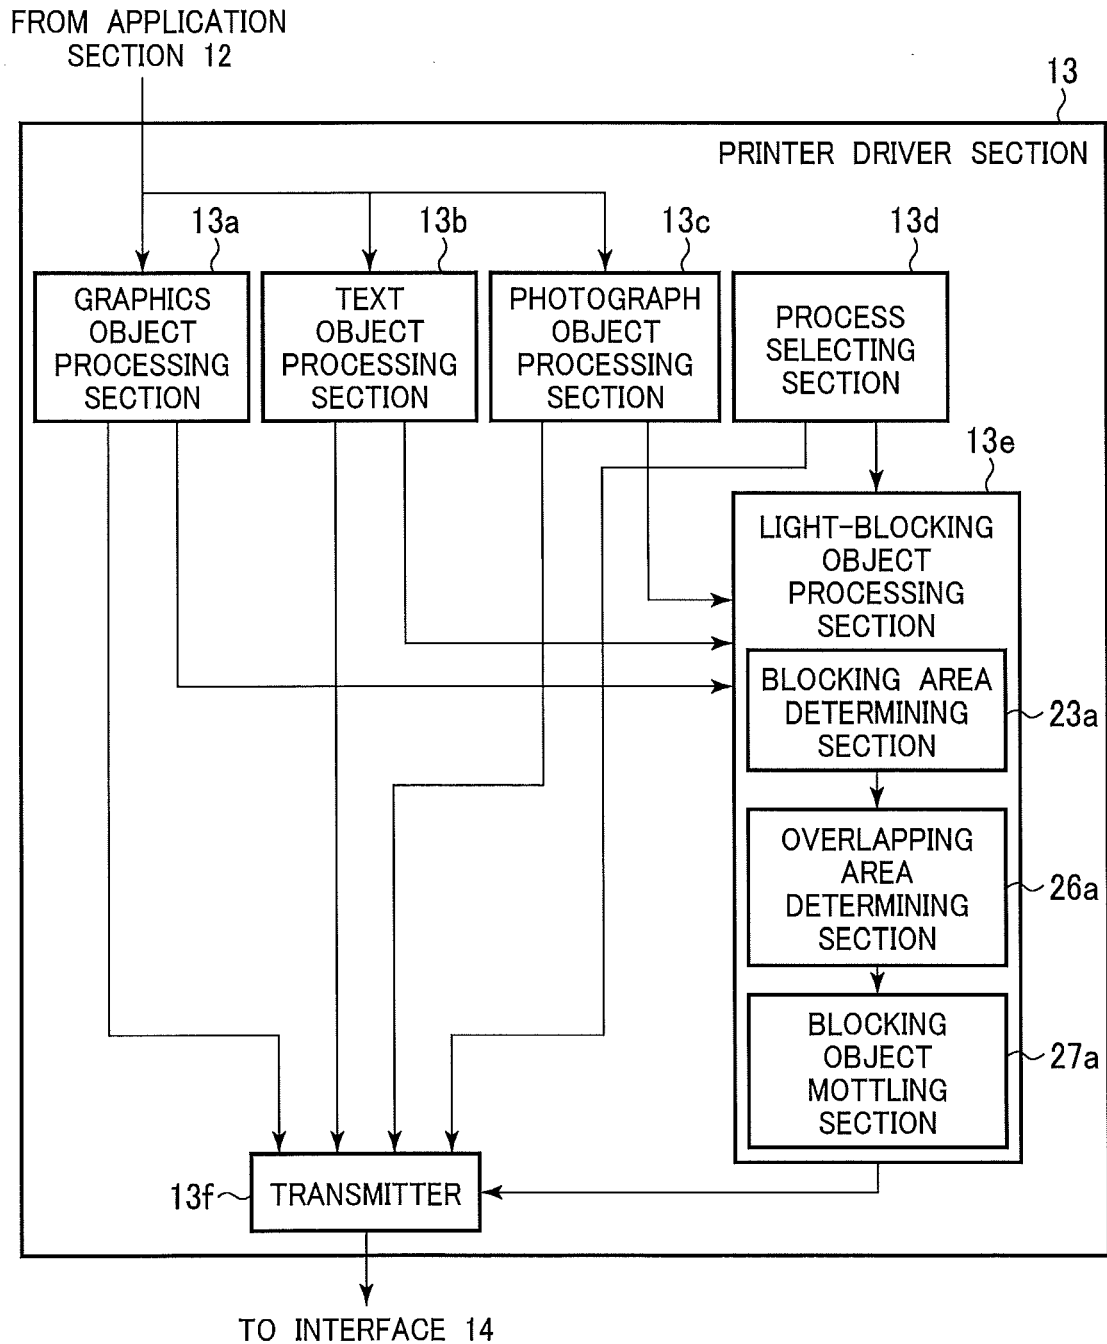 FROM APPLICATION
SECTION 12
13
PRINTER DRIVER SECTION
13a
13b
13c
13d
GRAPHICS
OBJECT
PROCESSING
SECTION
TEXT
OBJECT
PROCESSING
SECTION
PHOTOGRAPH
OBJECT
PROCESSING
SECTION
PROCESS
SELECTING
SECTION
13e
LIGHT-BLOCKING
OBJECT
PROCESSING
SECTION
BLOCKING AREA
DETERMINING
SECTION
23a
OVERLAPPING
AREA
DETERMINING
SECTION
26a
BLOCKING
OBJECT
MOTTLING
SECTION
27a
13f
TRANSMITTER
TO INTERFACE 14